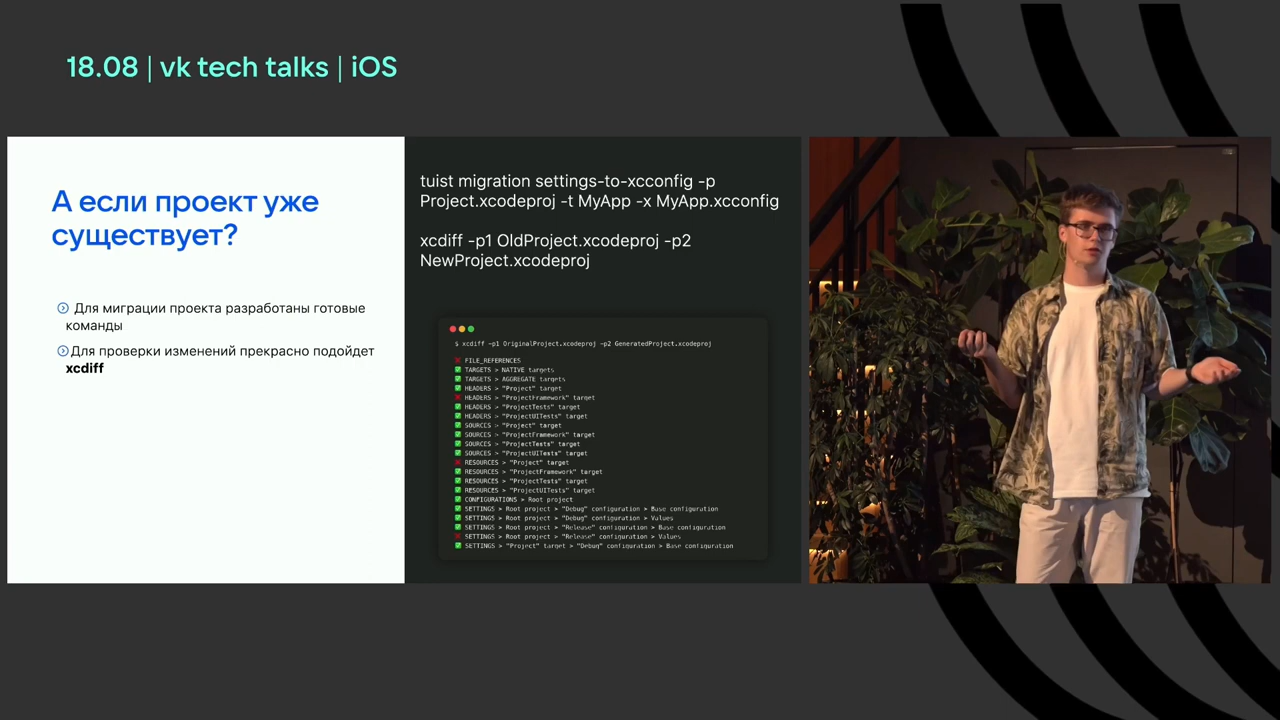 18.08 | vk tech talks | iOS
А если проект уже
существует?
Для миграции проекта разработаны готовые
команды
Для проверки изменений прекрасно подойдет
xcdiff
tuist migration settings-to-xcconfig -p
Project.xcodeproj -t MyApp -x MyApp.xcconfig
xcdiff -p1 OldProject.xcodeproj -p2
NewProject.xcodeproj
$ xcdiff -p1 OriginalProject.xcodeproj -p2 GeneratedProject.xcodeproj
FILE_REFERENCES
TARGETS > NATIVE targets
TARGETS > AGGREGATE targets
HEADERS > "Project" target
HEADERS > "ProjectFramework" target
HEADERS > "ProjectTests" target
HEADERS > "ProjectUITests" target
SOURCES > "Project" target
SOURCES > "ProjectFramework" target
SOURCES > "ProjectTests" target
SOURCES > "ProjectUITests" target
RESOURCES > "Project" target
RESOURCES > "ProjectFramework" target
RESOURCES > "ProjectTests" target
RESOURCES > "ProjectUITests" target
CONFIGURATIONS > Root project
SETTINGS > Root project > "Debug" configuration > Base configuration
SETTINGS > Root project > "Debug" configuration > Values
SETTINGS > Root project > "Release" configuration > Base configuration
SETTINGS > Root project > "Release" configuration > Values
SETTINGS > "Project" target > "Debug" configuration > Base configuration